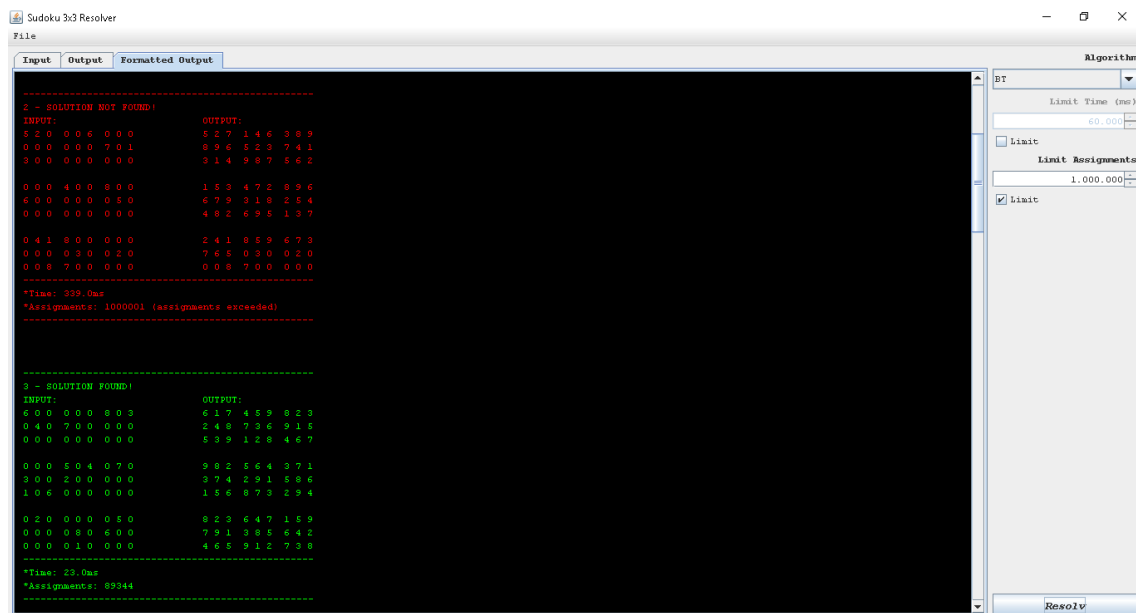 Sudoku 3x3 Resolver
File
Input Output Formatted Output
2 - SOLUTION NOT FOUND!
INPUT: OUTPUT:
5 2 0 0 0 6 0 0 0 5 2 7 1 4 6 3 8 9
0 0 0 0 0 0 7 0 1 8 9 6 5 2 3 7 4 1
3 0 0 0 0 0 0 0 0 3 1 4 9 8 7 5 6 2
0 0 0 4 0 0 8 0 0 1 5 3 4 7 2 8 9 6
6 0 0 0 0 0 0 5 0 6 7 9 3 1 8 2 5 4
0 0 0 0 0 0 0 0 0 4 8 2 6 9 5 1 3 7
0 4 1 8 0 0 0 0 0 2 4 1 8 5 9 6 7 3
0 0 0 0 3 0 0 2 0 7 6 5 0 3 0 0 2 0
0 0 8 7 0 0 0 0 0 0 0 8 7 0 0 0 0 0
*Time: 339.0ms
*Assignments: 1000001 (assignments exceeded)
3 - SOLUTION FOUND!
INPUT: OUTPUT:
6 0 0 0 0 0 8 0 3 6 1 7 4 5 9 8 2 3
0 4 0 7 0 0 0 0 0 2 4 8 7 3 6 9 1 5
0 0 0 0 0 0 0 0 0 5 3 9 1 2 8 4 6 7
0 0 0 5 0 4 0 7 0 9 8 2 5 6 4 3 7 1
3 0 0 2 0 0 0 0 0 3 7 4 2 9 1 5 8 6
1 0 6 0 0 0 0 0 0 1 5 6 8 7 3 2 9 4
0 2 0 0 0 0 0 5 0 8 2 3 6 4 7 1 5 9
0 0 0 0 8 0 6 0 0 7 9 1 3 8 5 6 4 2
0 0 0 0 1 0 0 0 0 4 6 5 9 1 2 7 3 8
*Time: 23.0ms
*Assignments: 89344
Algorithm
BT
Limit Time (ms)
60.000
Limit
Limit Assignments
1.000.000
Limit
Resolv